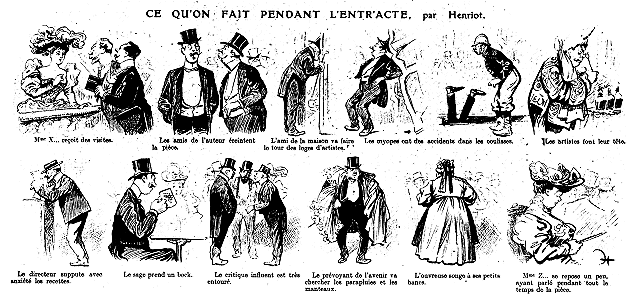 CE QU'ON FAIT PENDANT L'ENTR'ACTE, par Henriot.
Mme X... reçoit des visites.
Les amis de l'auteur éreintent
la pièce.
L'ami de la maison va faire
le tour des loges d'artistes.
Les myopes ont des accidents dans les coulisses.
Les artistes font leur tête.
Le directeur suppute avec
anxiété les recettes.
Le sage prend un bock.
Le critique influent est très
entouré.
Le prévoyant de l'avenir va
chercher les parapluies et les
manteaux.
L'ouvreuse songe à ses petits
bancs.
Mme Z... se repose un peu,
ayant parlé pendant tout le
temps de la pièce.